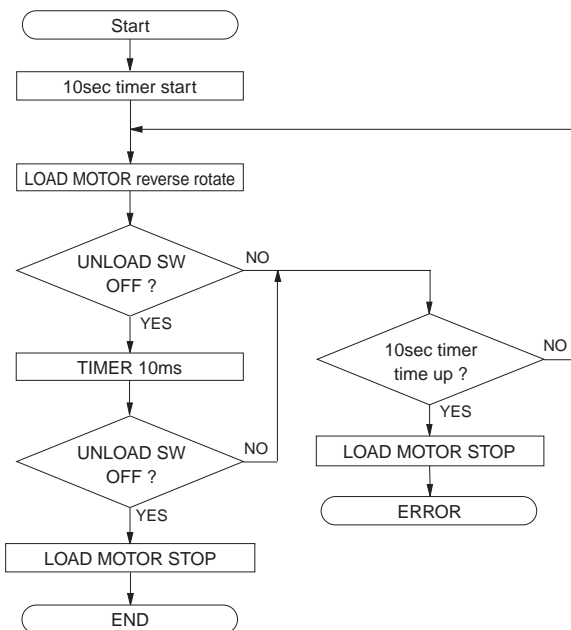 Start
10sec timer start
LOAD MOTOR reverse rotate
UNLOAD SW
OFF ?
NO
YES
TIMER 10ms
UNLOAD SW
OFF ?
NO
YES
LOAD MOTOR STOP
END
10sec timer
time up ?
NO
YES
LOAD MOTOR STOP
ERROR